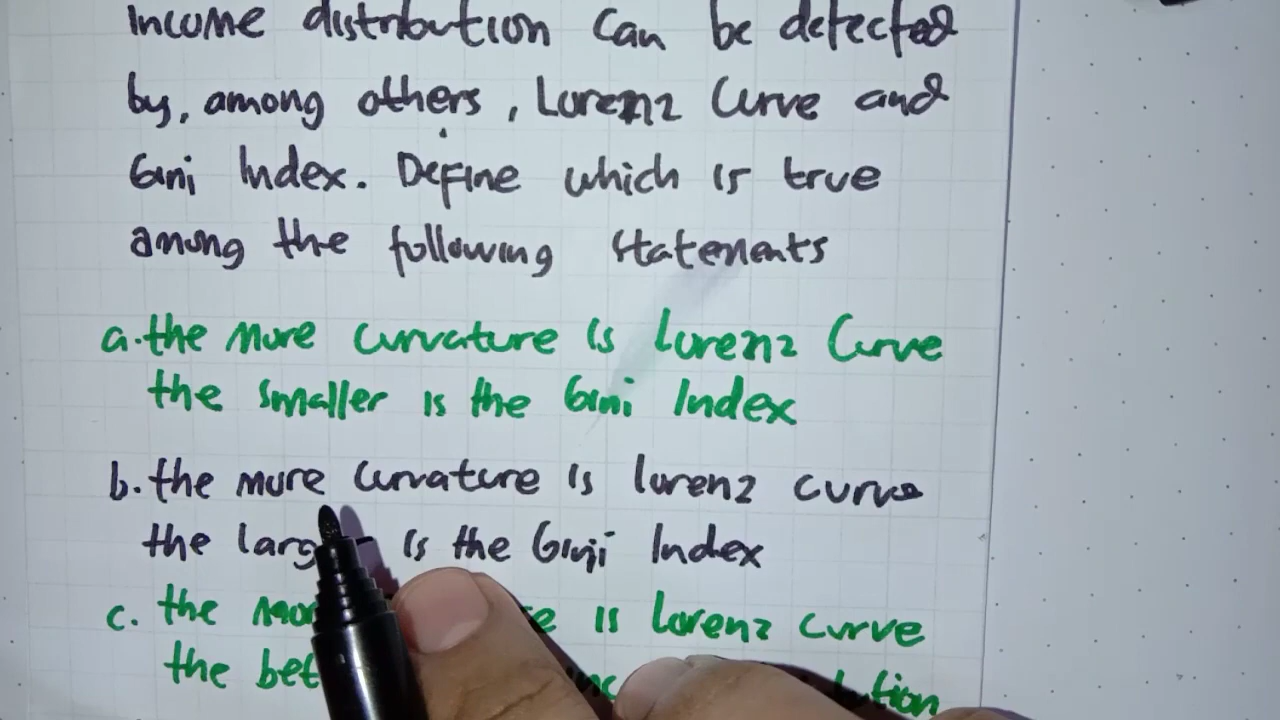 Income distribution can be detected
by, among others, Lorenz Curve and
Gini Index. Define which is true
among the following statements
a. the more curvature is Lorenz Curve
the smaller is the Gini Index
b. the more curvature is lorenz curve
the is the Gini Index
c. the is Lorenz curve
the